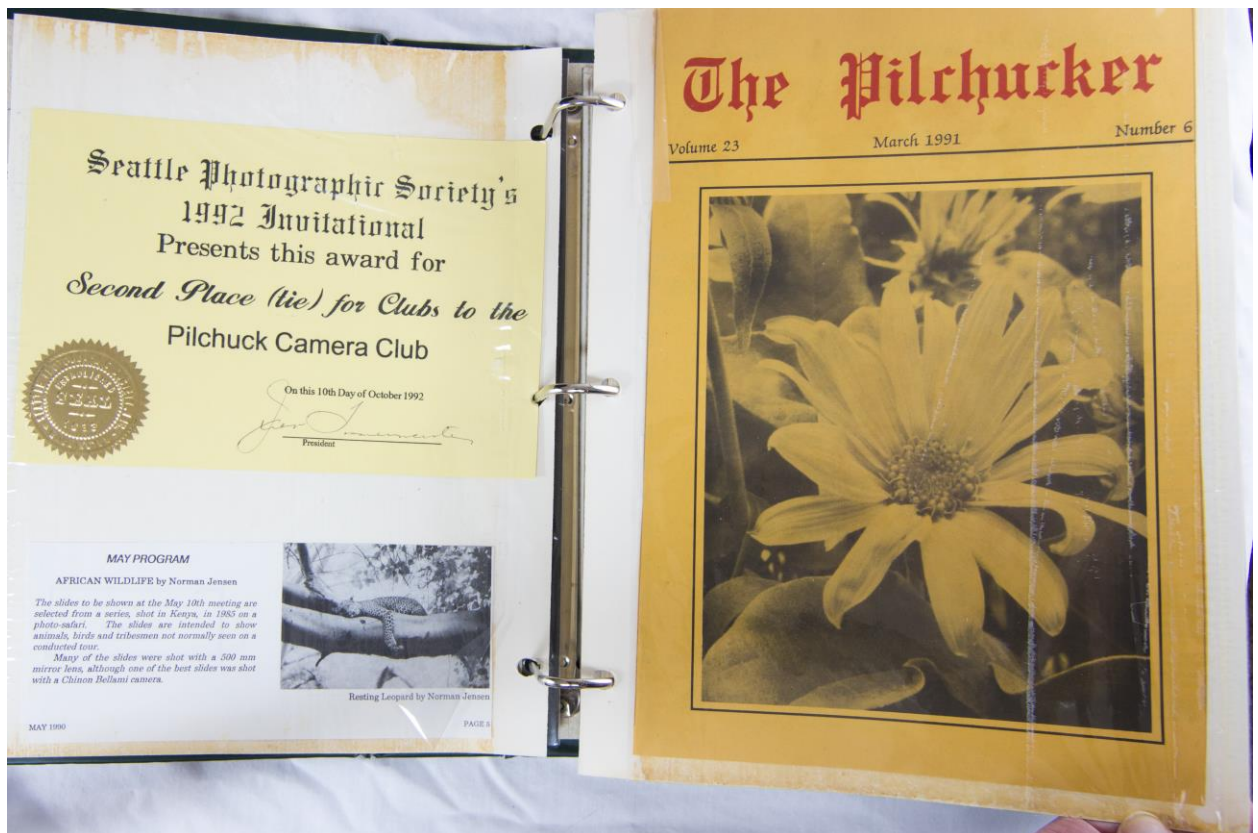 Seattle Photographic Society's
1992 Invitational
Presents this award for
Second Place (tie) for Clubs to the
Pilchuck Camera Club
On this 10th Day of October 1992
President
SEAL
MAY PROGRAM
AFRICAN WILDLIFE by Norman Jensen
The slides to be shown at the May 10th meeting are
selected from a series, shot in Kenya, in 1985 on a
photo-safari. The slides are intended to show
animals, birds and tribesmen not normally seen on a
conducted tour.
Many of the slides were shot with a 500 mm
mirror lens, although one of the best slides was shot
with a Chinon Bellami camera.
Resting Leopard by Norman Jensen
MAY 1990
PAGE 5
The Pilchucker
Volume 23
March 1991
Number 6